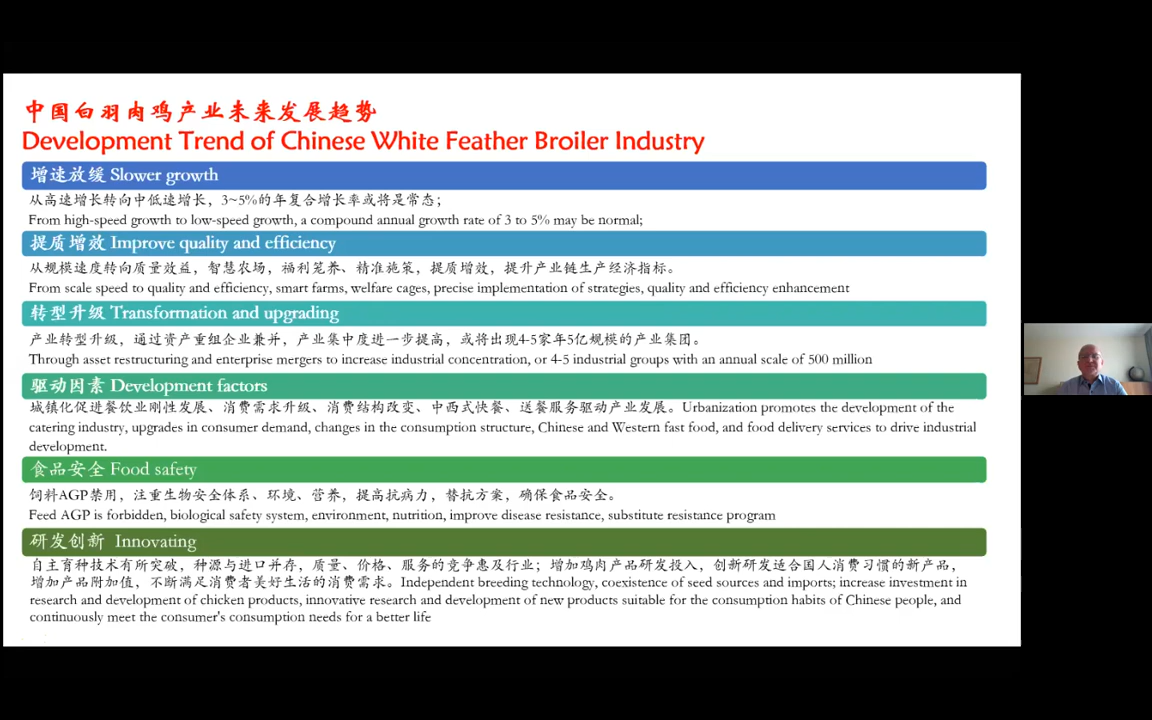 中国白羽肉鸡产业未来发展趋势
Development Trend of Chinese White Feather Broiler Industry
增速放缓 Slower growth
从高速增长转向中低速增长，3~5%的年复合增长率或将是常态；
From high-speed growth to low-speed growth, a compound annual growth rate of 3 to 5% may be normal;
提质增效 Improve quality and efficiency
从规模速度转向质量效益，智慧农场，福利笼养、精准施策，提质增效，提升产业链生产经济指标。
From scale speed to quality and efficiency, smart farms, welfare cages, precise implementation of strategies, quality and efficiency enhancement
转型升级 Transformation and upgrading
产业转型升级，通过资产重组企业兼并，产业集中度进一步提高，或将出现4-5家年5亿规模的产业集团。
Through asset restructuring and enterprise mergers to increase industrial concentration, or 4-5 industrial groups with an annual scale of 500 million
驱动因素 Development factors
城镇化促进餐饮业刚性发展、消费需求升级、消费结构改变、中西式快餐、送餐服务驱动产业发展。Urbanization promotes the development of the
catering industry, upgrades in consumer demand, changes in the consumption structure, Chinese and Western fast food, and food delivery services to drive industrial
development.
食品安全 Food safety
饲料AGP禁用，注重生物安全体系、环境、营养，提高抗病力，替抗方案，确保食品安全。
Feed AGP is forbidden, biological safety system, environment, nutrition, improve disease resistance, substitute resistance program
研发创新 Innovating
自主育种技术有所突破，种源与进口并存，质量、价格、服务的竞争惠及行业；增加鸡肉产品研发投入，创新研发适合国人消费习惯的新产品，
增加产品附加值，不断满足消费者美好生活的消费需求。Independent breeding technology, coexistence of seed sources and imports; increase investment in
research and development of chicken products, innovative research and development of new products suitable for the consumption habits of Chinese people, and
continuously meet the consumer's consumption needs for a better life